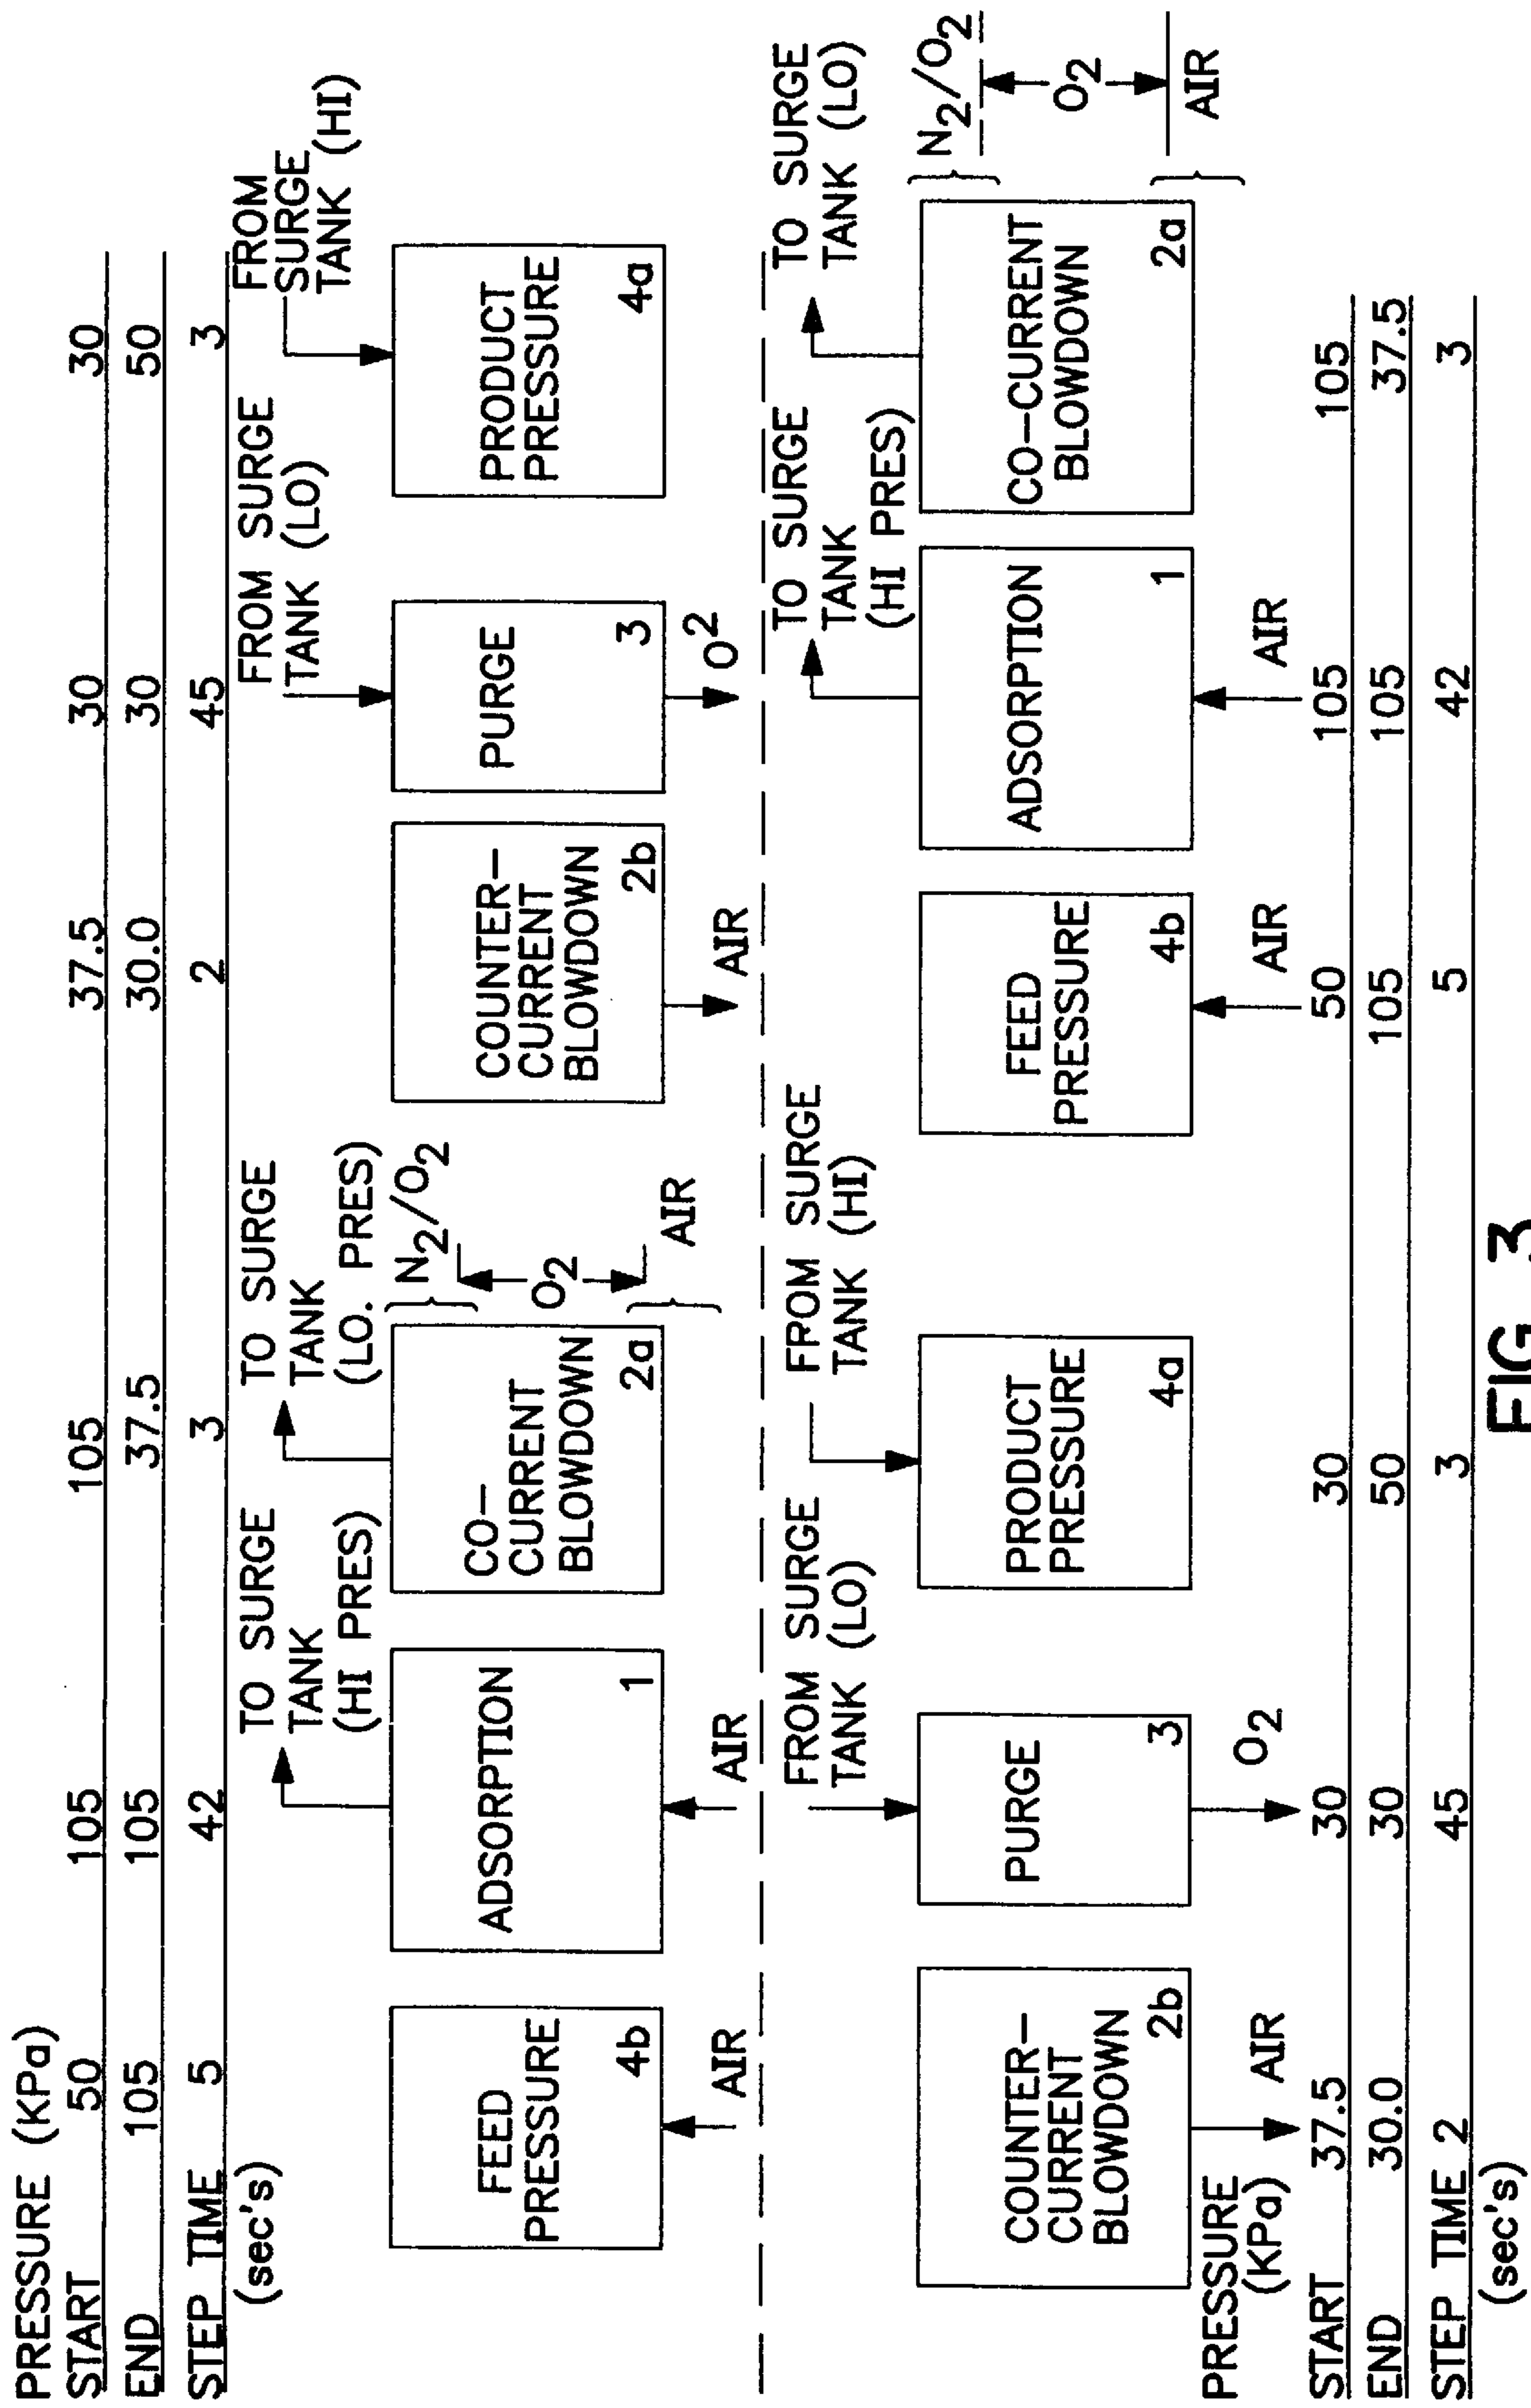 PRESSURE (KPa)
START 50 105 105 37.5 30 30
END 105 105 37.5 30.0 30 50
STEP TIME 5 42 3 2 45 3
(sec's)
TO SURGE
TANK
(HI PRES)
TO SURGE
TANK
(LO. PRES)
FROM SURGE
TANK (LO)
FROM
SURGE
TANK (HI)
FEED
PRESSURE
4b
AIR
ADSORPTION
1
AIR
CO-
CURRENT
BLOWDOWN
2a
N2/O2
O2
AIR
COUNTER-
CURRENT
BLOWDOWN
2b
AIR
PURGE
3
O2
PRODUCT
PRESSURE
4a
FROM SURGE
TANK (LO)
FROM SURGE
TANK (HI)
TO SURGE
TANK
(HI PRES)
TO SURGE
TANK (LO)
COUNTER-
CURRENT
BLOWDOWN
2b
AIR
PURGE
3
O2
PRODUCT
PRESSURE
4a
FEED
PRESSURE
4b
AIR
ADSORPTION
1
AIR
CO-CURRENT
BLOWDOWN
2a
N2/O2
O2
AIR
PRESSURE
(KPa)
START 37.5 30 30 50 105 105
END 30.0 30 50 105 105 37.5
STEP TIME 2 45 3 5 42 3
(sec's)
FIG. 3